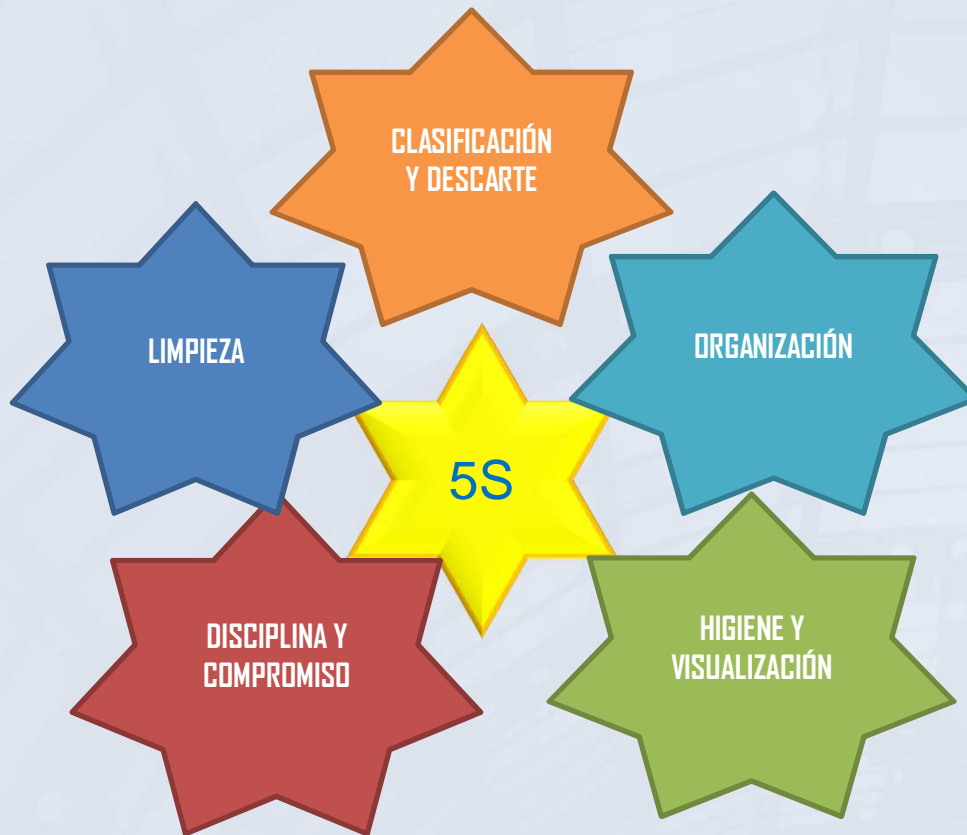 CLASIFICACIÓN
Y DESCARTE
LIMPIEZA
ORGANIZACIÓN
5S
DISCIPLINA Y
COMPROMISO
HIGIENE Y
VISUALIZACIÓN